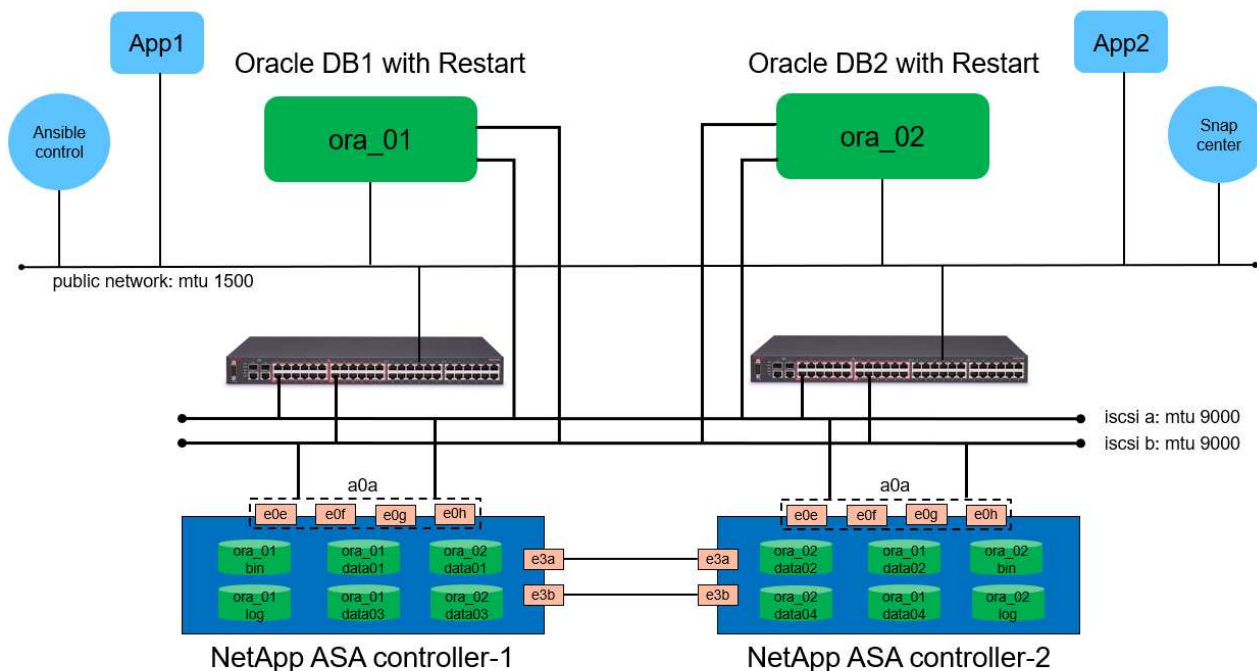 App1
App2
Oracle DB1 with Restart
Oracle DB2 with Restart
Ansible
control
ora_01
ora_02
Snap
center
public network: mtu 1500
iscsi a: mtu 9000
iscsi b: mtu 9000
a0a
a0a
e0e
e0f
e0g
e0h
e0e
e0f
e0g
e0h
ora_01
bin
ora_01
data01
ora_02
data01
e3a
e3a
ora_02
data02
ora_01
data02
ora_02
bin
ora_01
log
ora_01
data03
ora_02
data03
e3b
e3b
ora_02
data04
ora_01
data04
ora_02
log
NetApp ASA controller-1
NetApp ASA controller-2